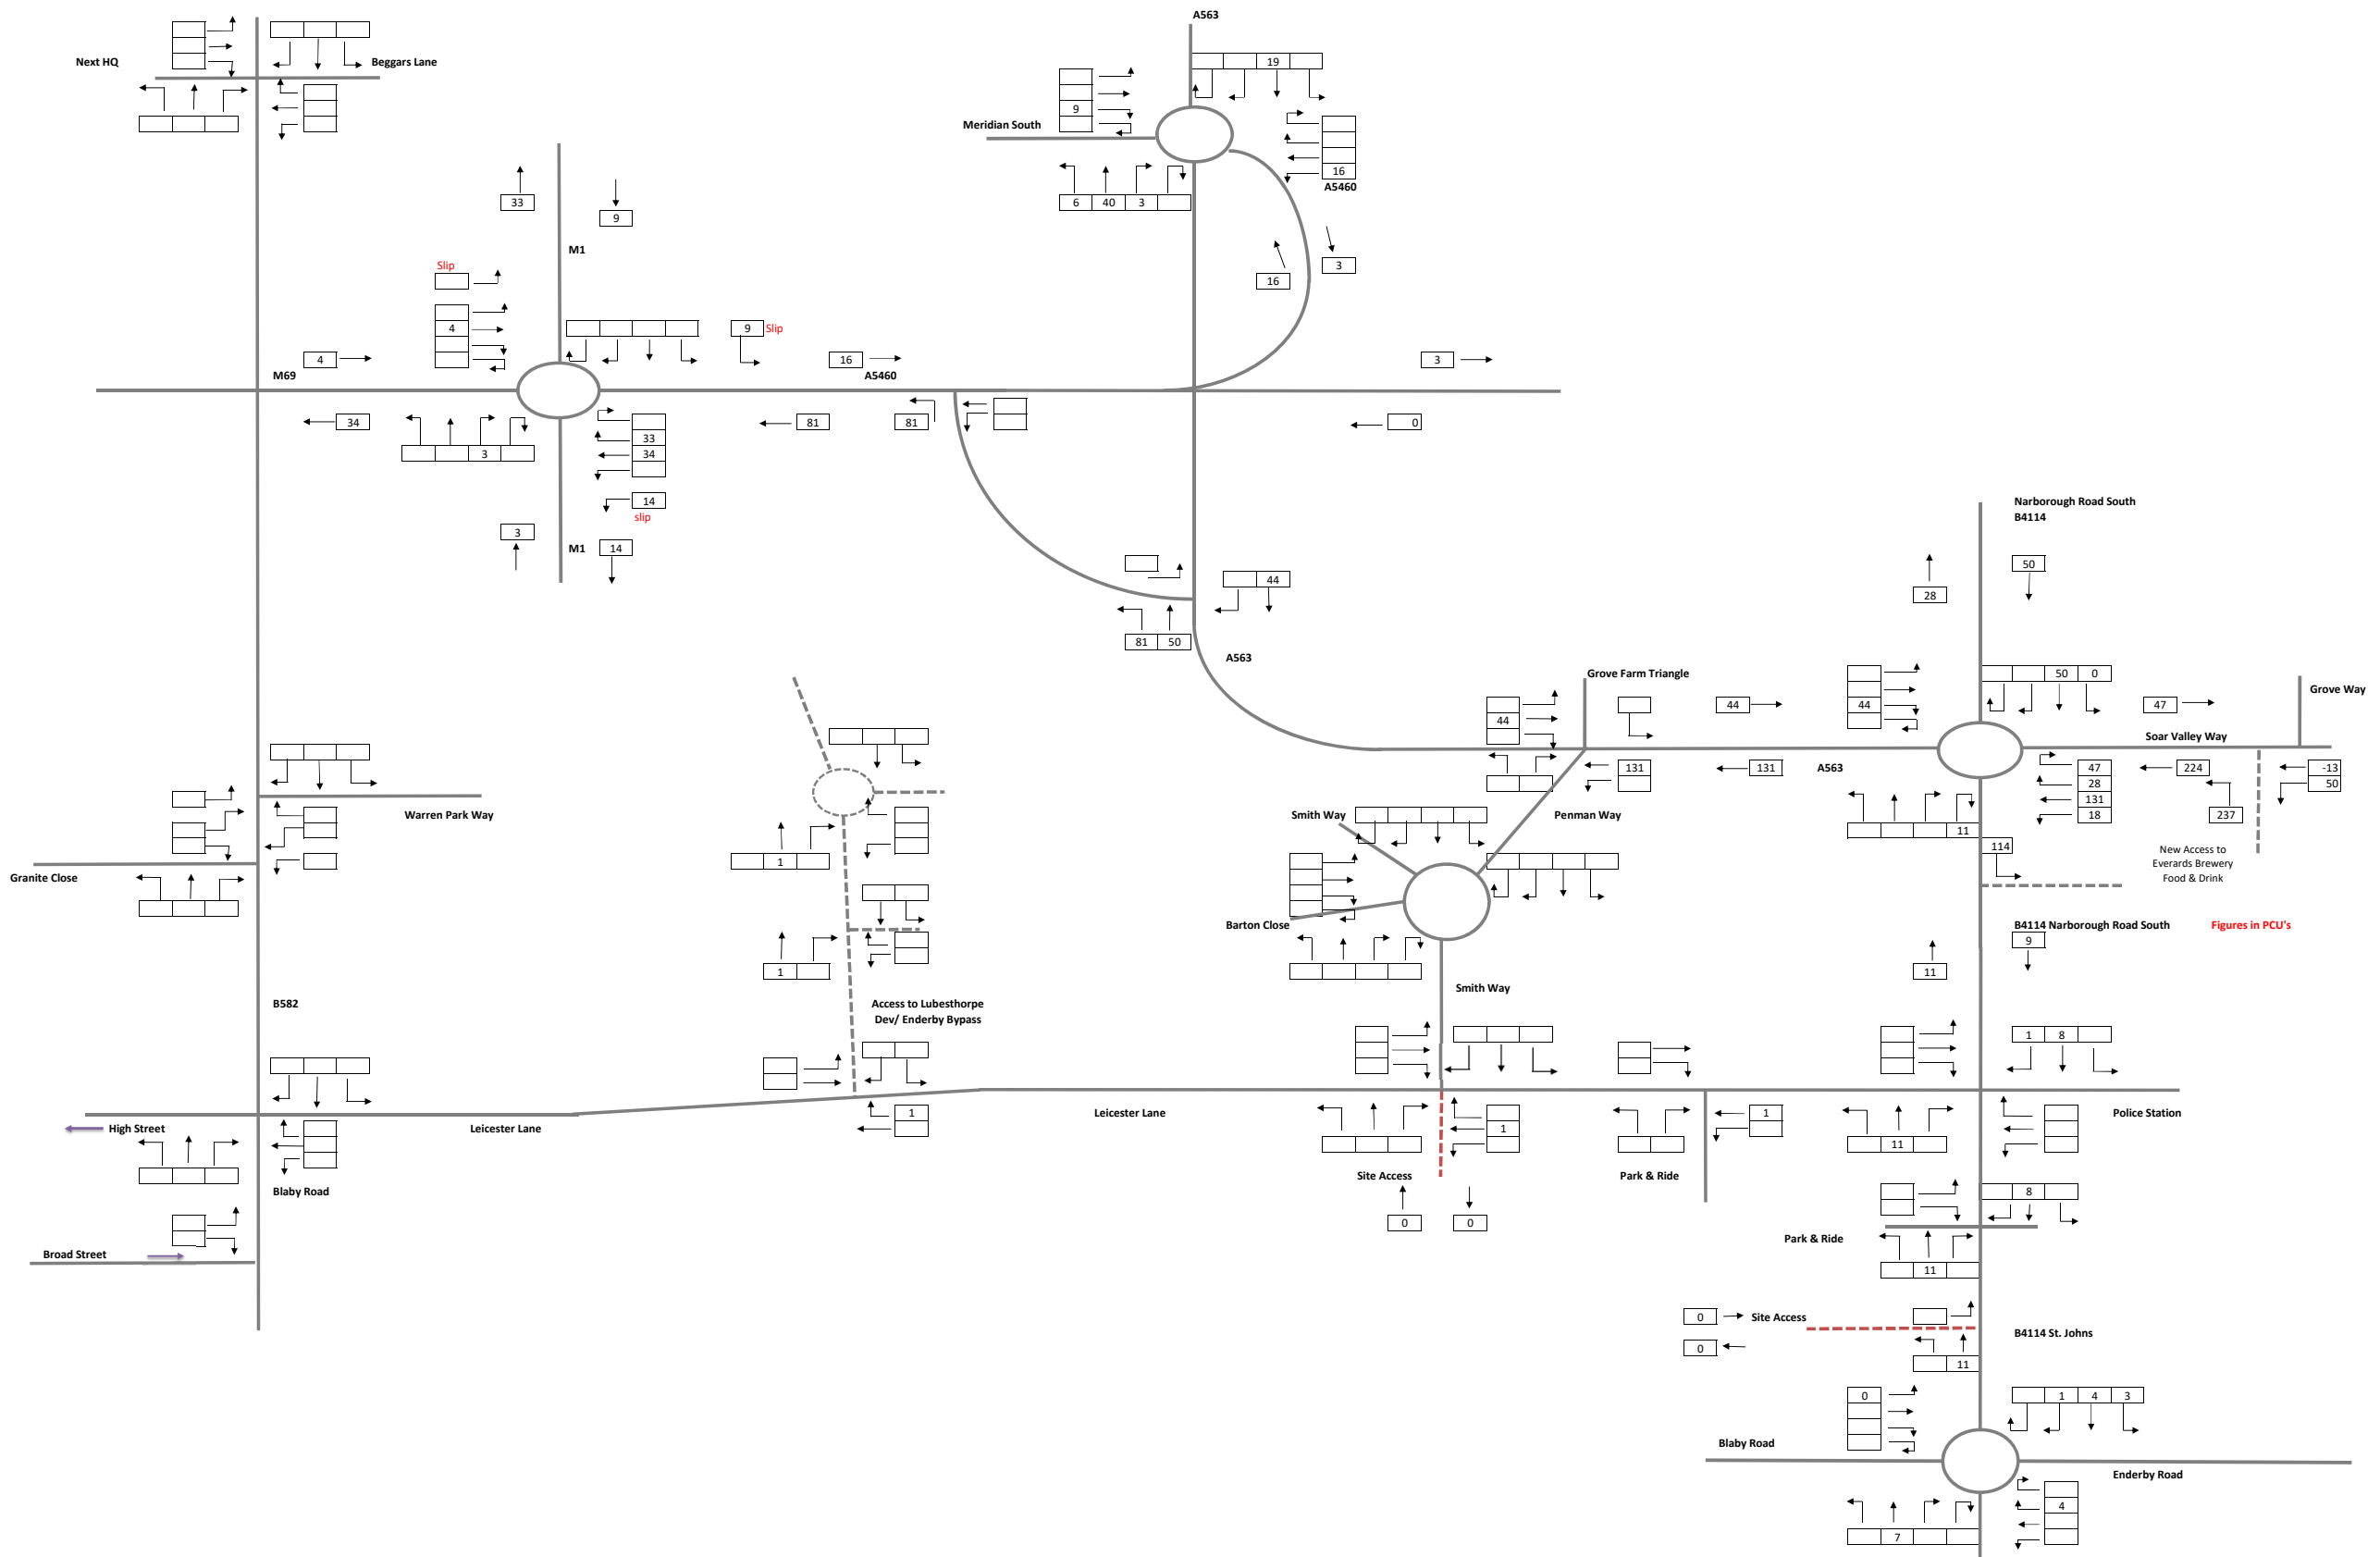 A563
19
Next HQ
Beggars Lane
9
Meridian South
16
A5460
6 40 3
33
9
M1
16
3
Slip
4
9 Slip
4
16
3
M69
A5460
34
81
81
0
33
3
34
14
slip
Narborough Road South
B4114
3
M1
14
50
44
28
81 50
A563
Grove Farm Triangle
50 0
Grove Way
44
44
47
44
Soar Valley Way
131
131
A563
47
224
-13
28
50
131
Warren Park Way
Smith Way
Penman Way
18
237
11
114
New Access to
Everards Brewery
Food & Drink
1
Granite Close
Barton Close
B4114 Narborough Road South
Figures in PCU's
9
1
11
Smith Way
B582
Access to Lubesthorpe
Dev/ Enderby Bypass
1 8
1
Leicester Lane
1
Police Station
High Street
Leicester Lane
1
11
Site Access
Park & Ride
Blaby Road
8
0
0
Park & Ride
Broad Street
11
0
Site Access
B4114 St. Johns
0
11
0
1 4 3
Blaby Road
Enderby Road
4
7